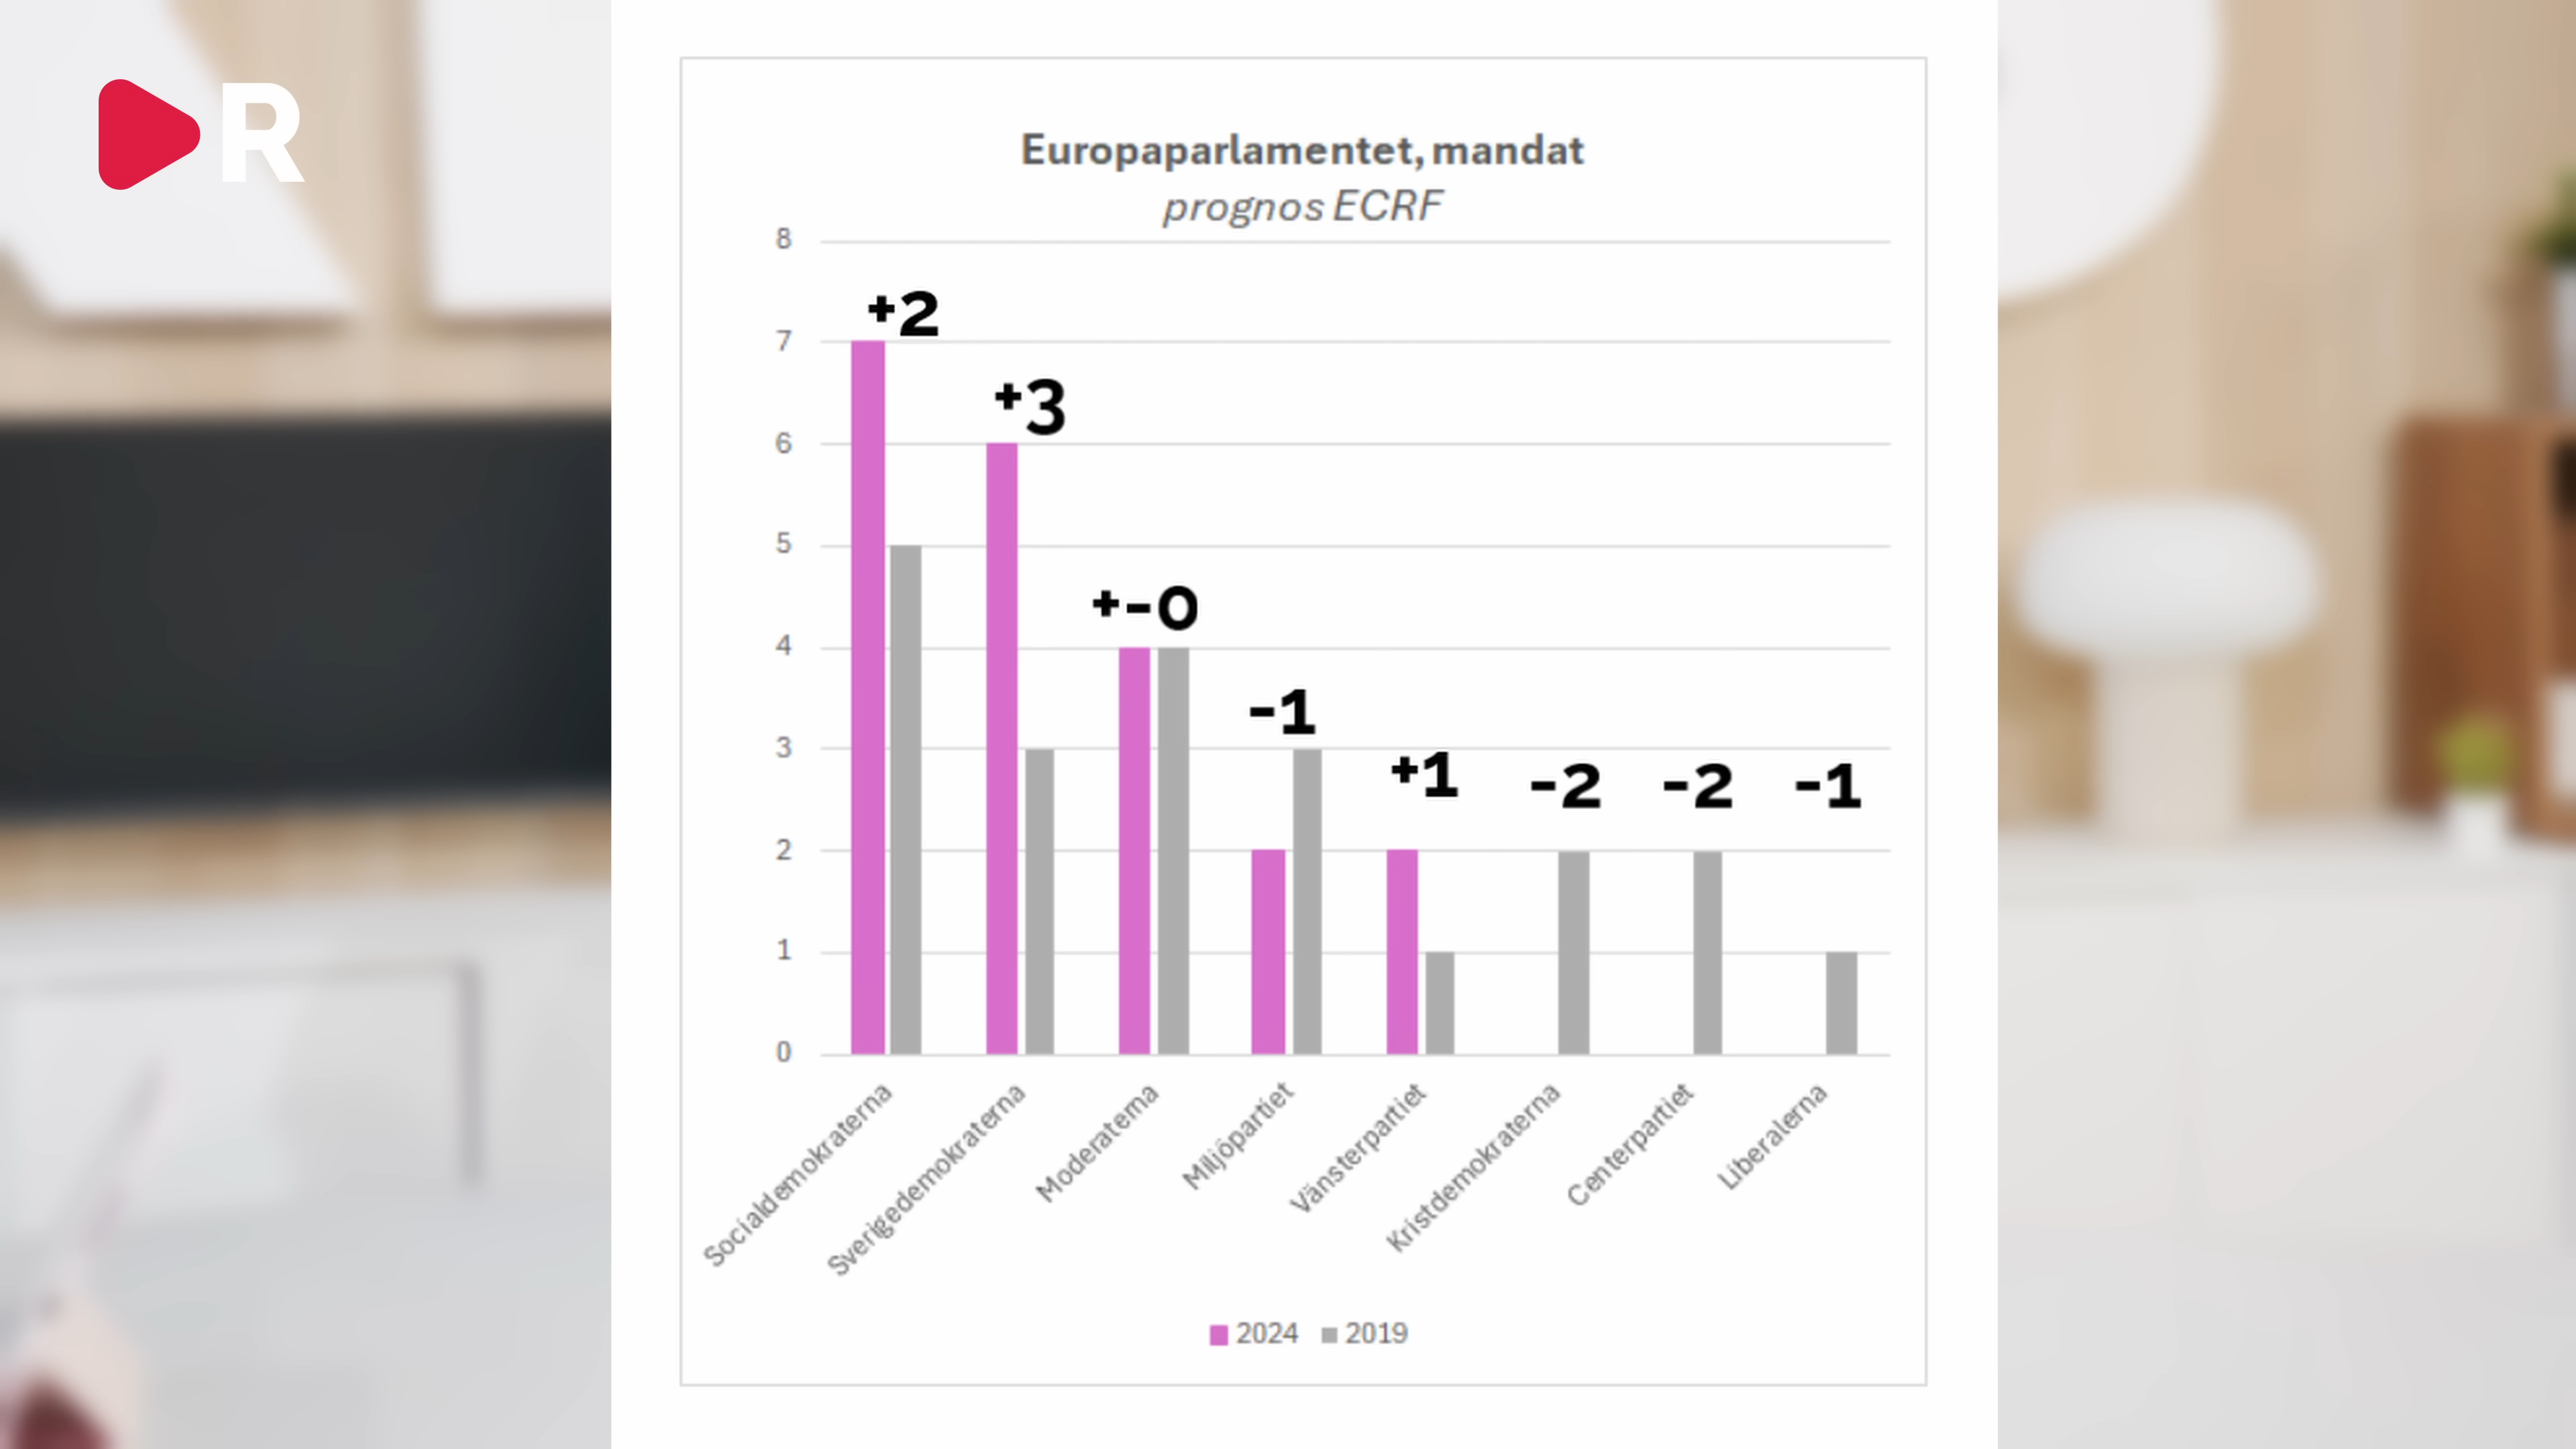 R
Europaparlamentet, mandat
prognos ECRF
8
7
6
5
4
3
2
1
0
+2
+3
+-0
-1
+1
-2
-2
-1
Socialdemokraterna
Sverigedemokraterna
Moderaterna
Miljöpartiet
Vänsterpartiet
Kristdemokraterna
Centerpartiet
Liberalerna
2024 2019